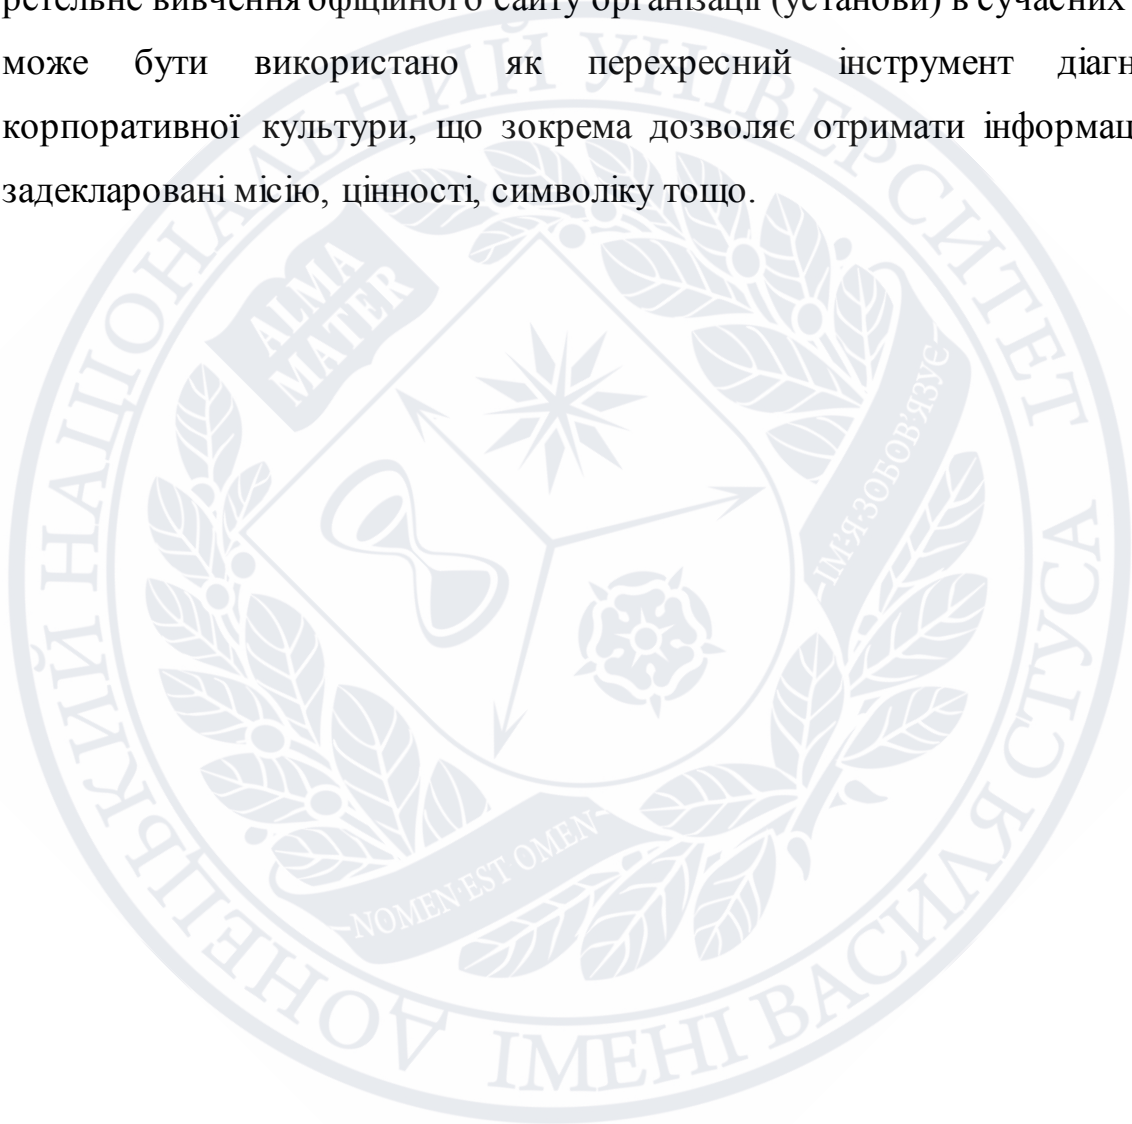 ретельне вивчення офіційного сайту організації (установи) в сучасних
може бути використано як перехресний інструмент діагн
корпоративної культури, що зокрема дозволяє отримати інформац
задекларовані місію, цінності, символіку тощо.
ДОНЕЦЬКИЙ НАЦІОНАЛЬНИЙ УНІВЕРСИТЕТ
ІМЕНІ ВАСИЛЯ СТУСА
ALMA
MATER
ІМ'Я·ЗОБОВ'ЯЗУЄ
NOMEN·EST OMEN